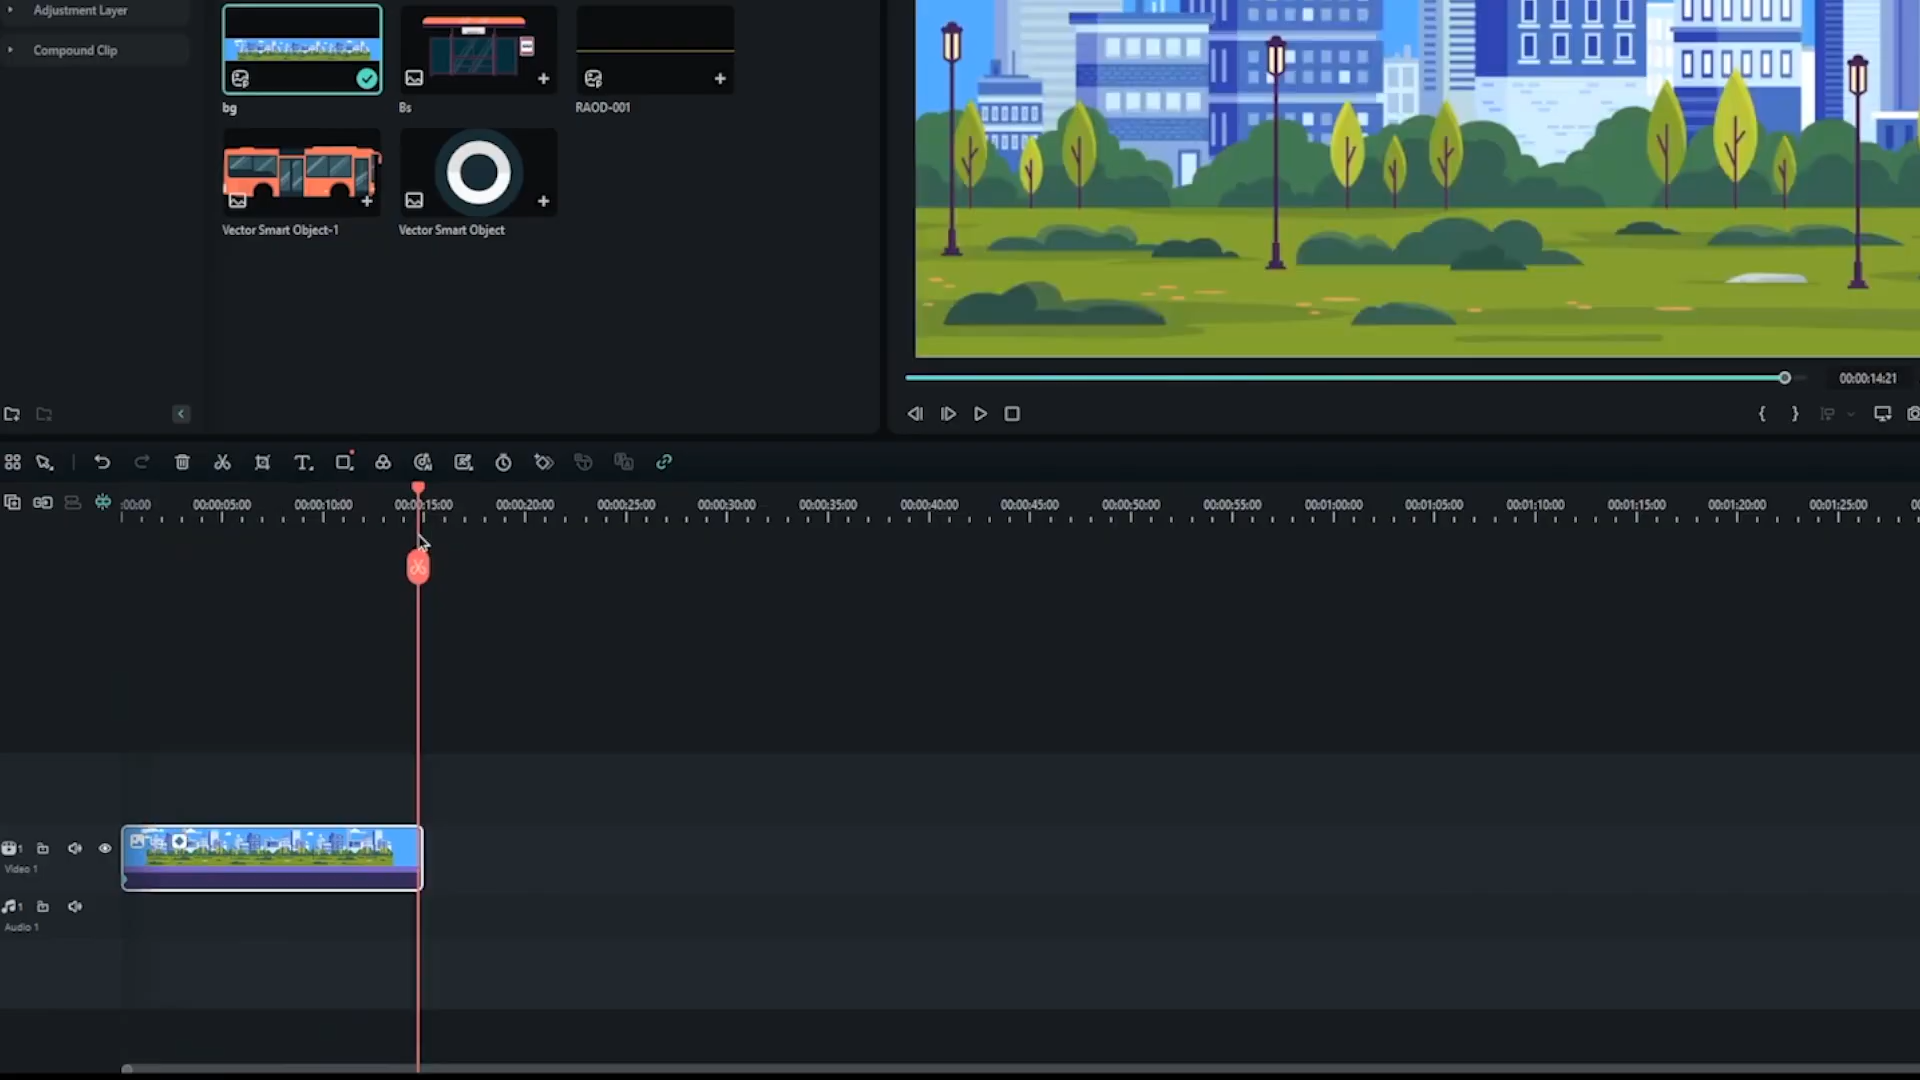 Adjustment Layer
Compound Clip
bg
Bs
RAOD-001
Vector Smart Object-1
Vector Smart Object
00:00:14:21
:00:00
00:00:05:00
00:00:10:00
00:00:15:00
00:00:20:00
00:00:25:00
00:00:30:00
00:00:35:00
00:00:40:00
00:00:45:00
00:00:50:00
00:00:55:00
00:01:00:00
00:01:05:00
00:01:10:00
00:01:15:00
00:01:20:00
00:01:25:00
1
Video 1
1
Audio 1